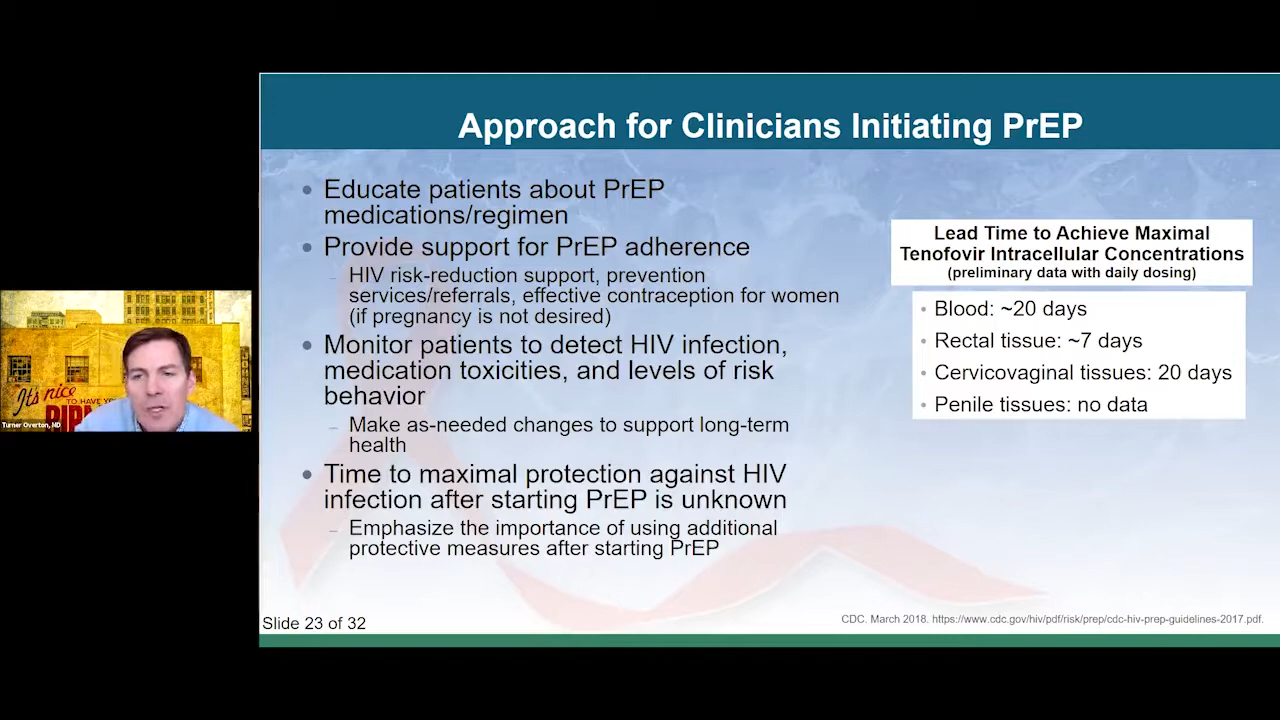 Approach for Clinicians Initiating PrEP
Educate patients about PrEP
medications/regimen
Provide support for PrEP adherence
HIV risk-reduction support, prevention
services/referrals, effective contraception for women
(if pregnancy is not desired)
Monitor patients to detect HIV infection,
medication toxicities, and levels of risk
behavior
Make as-needed changes to support long-term
health
Time to maximal protection against HIV
infection after starting PrEP is unknown
Emphasize the importance of using additional
protective measures after starting PrEP
Lead Time to Achieve Maximal
Tenofovir Intracellular Concentrations
(preliminary data with daily dosing)
Blood: ~20 days
Rectal tissue: ~7 days
Cervicovaginal tissues: 20 days
Penile tissues: no data
Slide 23 of 32
CDC. March 2018. https://www.cdc.gov/hiv/pdf/risk/prep/cdc-hiv-prep-guidelines-2017.pdf.
It's nice
TO HAVE
Turner Overton, MD